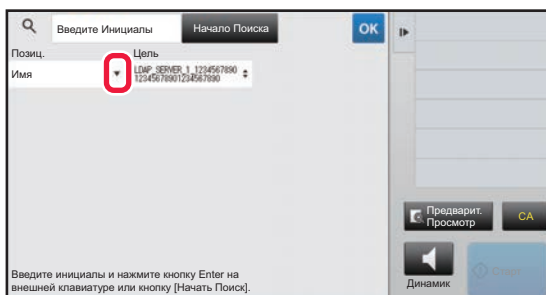 Введите Инициалы
Начало Поиска
OK
Позиц.
Цель
Имя
LDAP_SERVER_1_1234567890
12345678901234567890
Предварит.
Просмотр
CA
Введите инициалы и нажмите кнопку Enter на
внешней клавиатуре или кнопку [Начать Поиск].
Динамик